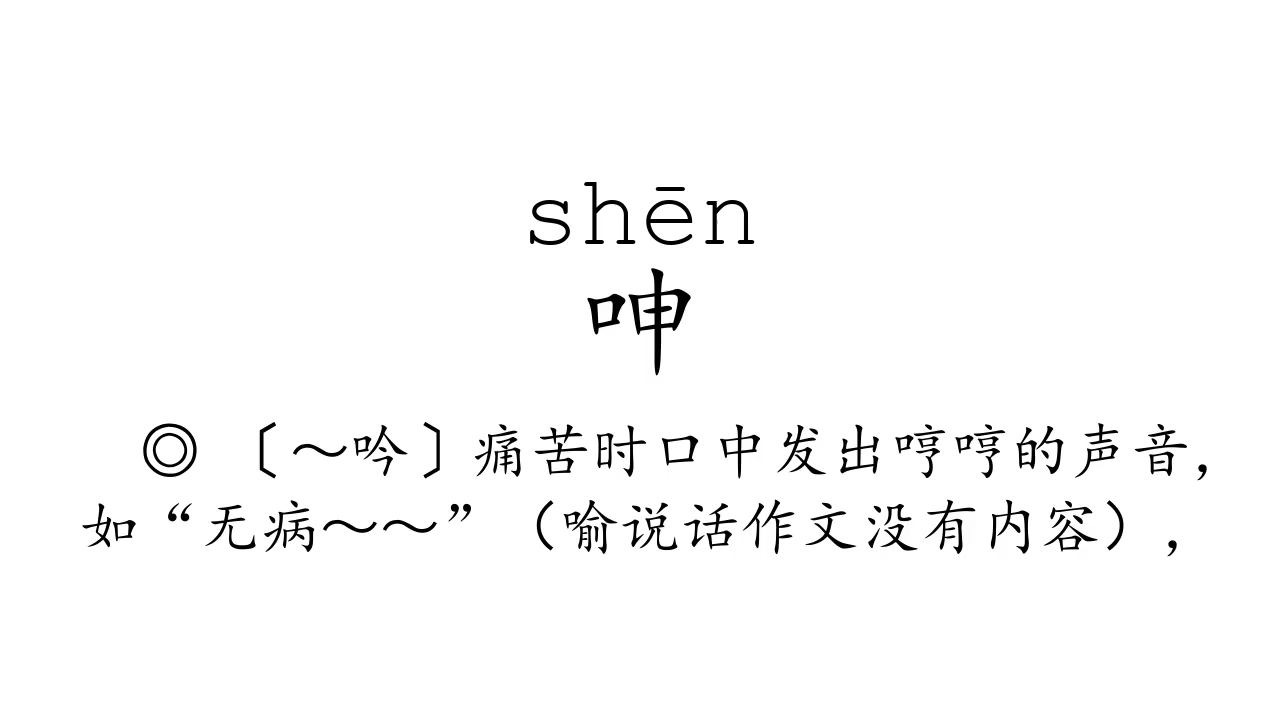 shēn
呻
◎〔～吟〕痛苦时口中发出哼哼的声音，
如“无病～～”（喻说话作文没有内容），